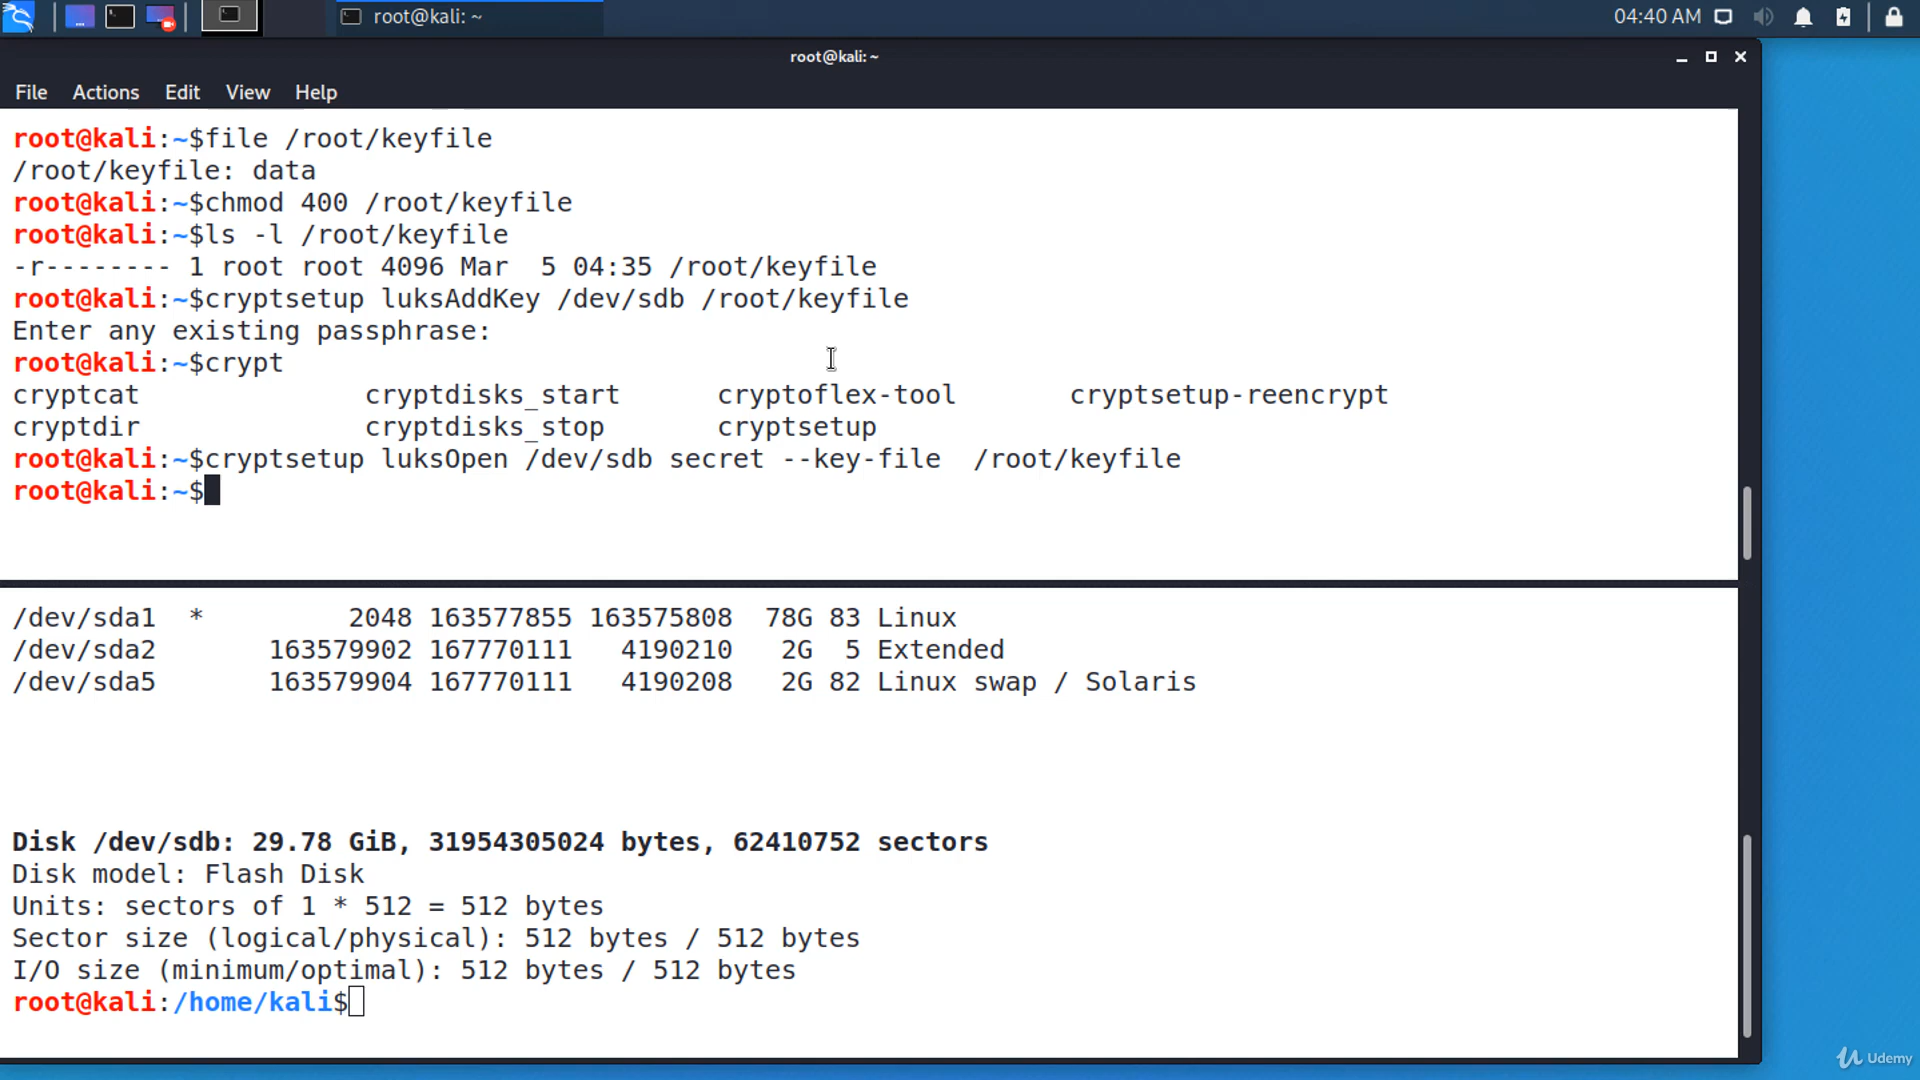 root@kali: ~
04:40 AM
root@kali: ~
File Actions Edit View Help
root@kali:~$file /root/keyfile
/root/keyfile: data
root@kali:~$chmod 400 /root/keyfile
root@kali:~$ls -l /root/keyfile
-r-------- 1 root root 4096 Mar  5 04:35 /root/keyfile
root@kali:~$cryptsetup luksAddKey /dev/sdb /root/keyfile
Enter any existing passphrase:
root@kali:~$crypt
cryptcat              cryptdisks_start      cryptoflex-tool       cryptsetup-reencrypt
cryptdir              cryptdisks_stop       cryptsetup
root@kali:~$cryptsetup luksOpen /dev/sdb secret --key-file  /root/keyfile
root@kali:~$
/dev/sda1  *         2048 163577855 163575808  78G 83 Linux
/dev/sda2       163579902 167770111   4190210   2G  5 Extended
/dev/sda5       163579904 167770111   4190208   2G 82 Linux swap / Solaris
Disk /dev/sdb: 29.78 GiB, 31954305024 bytes, 62410752 sectors
Disk model: Flash Disk
Units: sectors of 1 * 512 = 512 bytes
Sector size (logical/physical): 512 bytes / 512 bytes
I/O size (minimum/optimal): 512 bytes / 512 bytes
root@kali:/home/kali$
Udemy